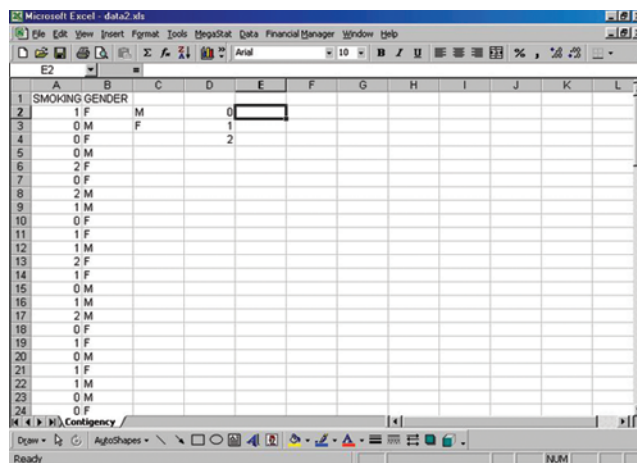 Microsoft Excel - data2.xls
File Edit View Insert Format Tools MegaStat Data Financial Manager Window Help
Arial 10 B I U % ,
E2 =
A B C D E F G H I J K L
1 SMOKING GENDER
2 1 F M 0
3 0 M F 1
4 0 F 2
5 0 M
6 2 F
7 0 F
8 2 M
9 1 M
10 0 F
11 1 F
12 1 M
13 2 F
14 1 F
15 0 M
16 1 M
17 2 M
18 0 F
19 1 F
20 0 M
21 1 F
22 1 M
23 0 M
24 0 F
Contigency
Draw AutoShapes
Ready NUM